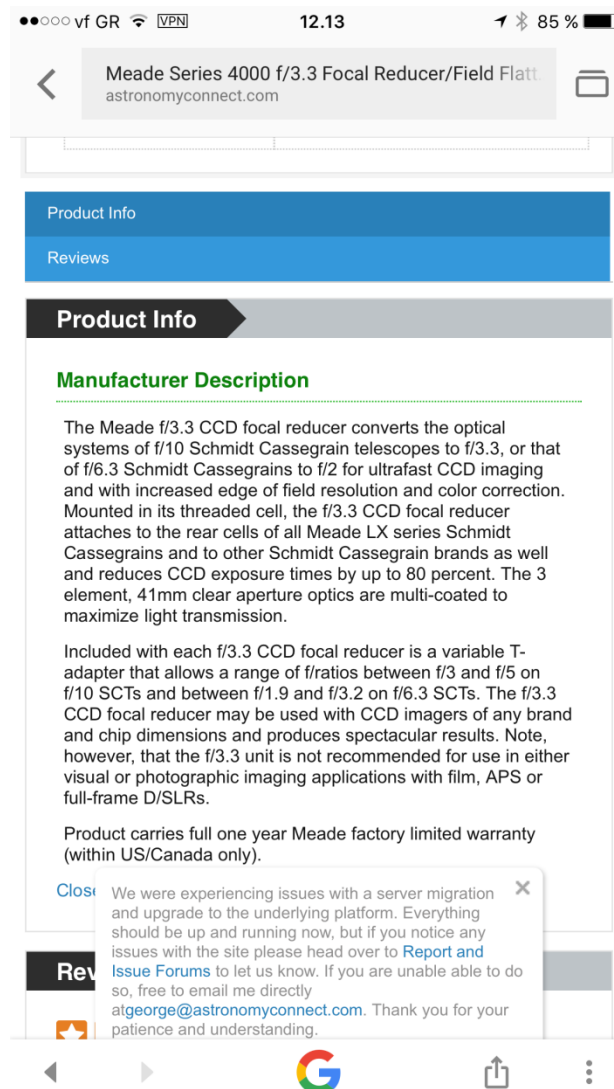 vf GR VPN 12.13 85 %
Meade Series 4000 f/3.3 Focal Reducer/Field Flatt
astronomyconnect.com
Product Info
Reviews
Product Info
Manufacturer Description
The Meade f/3.3 CCD focal reducer converts the optical
systems of f/10 Schmidt Cassegrain telescopes to f/3.3, or that
of f/6.3 Schmidt Cassegrains to f/2 for ultrafast CCD imaging
and with increased edge of field resolution and color correction.
Mounted in its threaded cell, the f/3.3 CCD focal reducer
attaches to the rear cells of all Meade LX series Schmidt
Cassegrains and to other Schmidt Cassegrain brands as well
and reduces CCD exposure times by up to 80 percent. The 3
element, 41mm clear aperture optics are multi-coated to
maximize light transmission.
Included with each f/3.3 CCD focal reducer is a variable T-
adapter that allows a range of f/ratios between f/3 and f/5 on
f/10 SCTs and between f/1.9 and f/3.2 on f/6.3 SCTs. The f/3.3
CCD focal reducer may be used with CCD imagers of any brand
and chip dimensions and produces spectacular results. Note,
however, that the f/3.3 unit is not recommended for use in either
visual or photographic imaging applications with film, APS or
full-frame D/SLRs.
Product carries full one year Meade factory limited warranty
(within US/Canada only).
Close
We were experiencing issues with a server migration
and upgrade to the underlying platform. Everything
should be up and running now, but if you notice any
issues with the site please head over to Report and
Issue Forums to let us know. If you are unable able to do
so, free to email me directly
atgeorge@astronomyconnect.com. Thank you for your
patience and understanding.
Rev
G